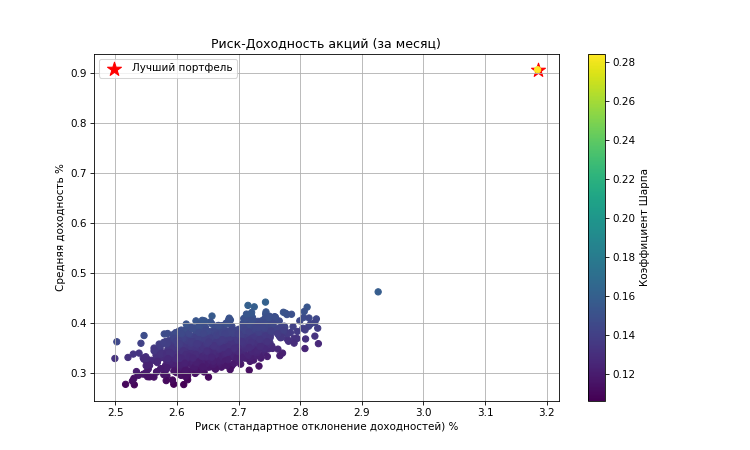 Риск-Доходность акций (за месяц)
Лучший портфель
Средняя доходность %
0.9
0.8
0.7
0.6
0.5
0.4
0.3
2.5 2.6 2.7 2.8 2.9 3.0 3.1 3.2
Риск (стандартное отклонение доходностей) %
0.28
0.26
0.24
0.22
0.20
0.18
0.16
0.14
0.12
Коэффициент Шарпа